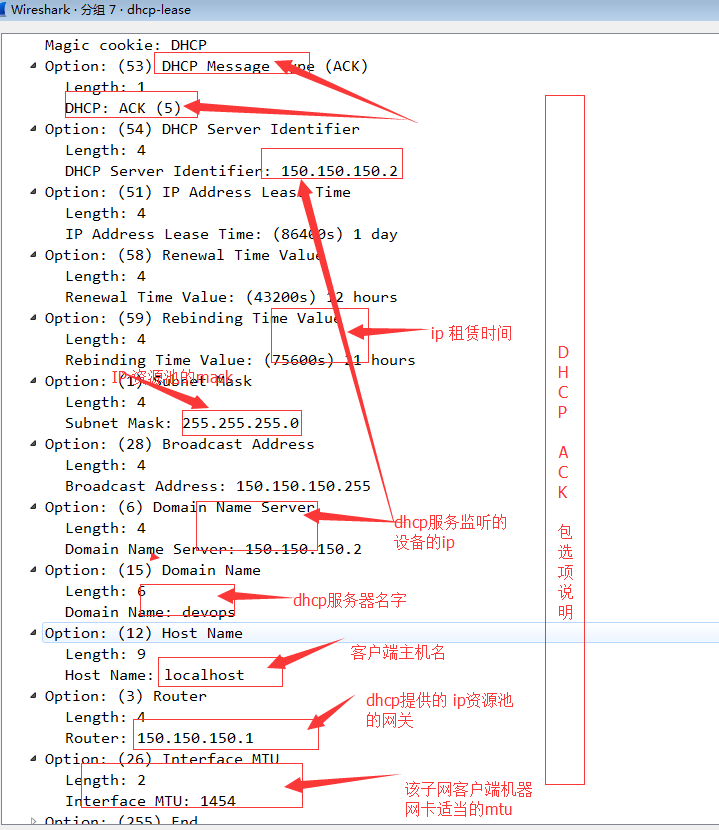 Wireshark · 分组 7 · dhcp-lease
Magic cookie: DHCP
Option: (53) DHCP Message Type (ACK)
Length: 1
DHCP: ACK (5)
Option: (54) DHCP Server Identifier
Length: 4
DHCP Server Identifier: 150.150.150.2
Option: (51) IP Address Lease Time
Length: 4
IP Address Lease Time: (86400s) 1 day
Option: (58) Renewal Time Value
Length: 4
Renewal Time Value: (43200s) 12 hours
Option: (59) Rebinding Time Value
Length: 4
ip 租赁时间
Rebinding Time Value: (75600s) 21 hours
IP资源池的mask
Option: (1) Subnet Mask
Length: 4
Subnet Mask: 255.255.255.0
Option: (28) Broadcast Address
Length: 4
Broadcast Address: 150.150.150.255
Option: (6) Domain Name Server
Length: 4
Domain Name Server: 150.150.150.2
dhcp服务监听的
设备的ip
Option: (15) Domain Name
Length: 6
Domain Name: devops
dhcp服务器名字
Option: (12) Host Name
Length: 9
Host Name: localhost
客户端主机名
Option: (3) Router
Length: 4
Router: 150.150.150.1
dhcp提供的 ip资源池
的网关
Option: (26) Interface MTU
Length: 2
Interface MTU: 1454
该子网客户端机器
网卡适当的mtu
Option: (255) End
DHCP ACK 包选项说明